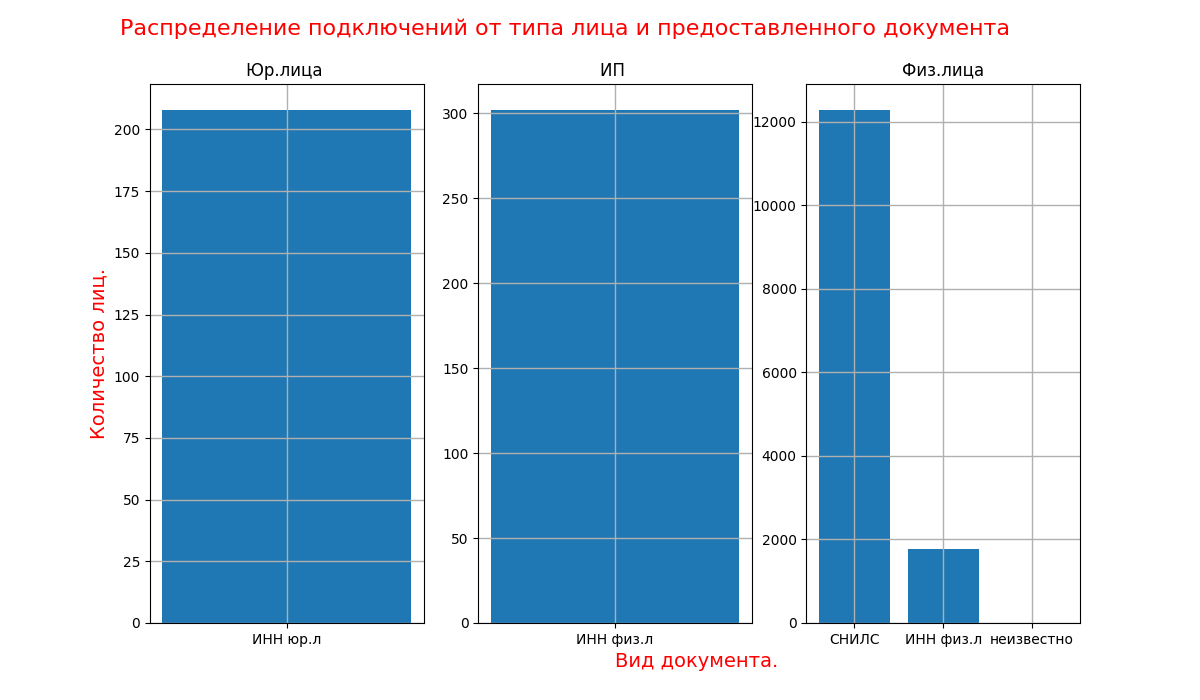 Распределение подключений от типа лица и предоставленного документа
Юр.лица
ИП
Физ.лица
Количество лиц.
200
175
150
125
100
75
50
25
0
ИНН юр.л
300
250
200
150
100
50
0
ИНН физ.л
12000
10000
8000
6000
4000
2000
0
СНИЛС ИНН физ.л неизвестно
Вид документа.